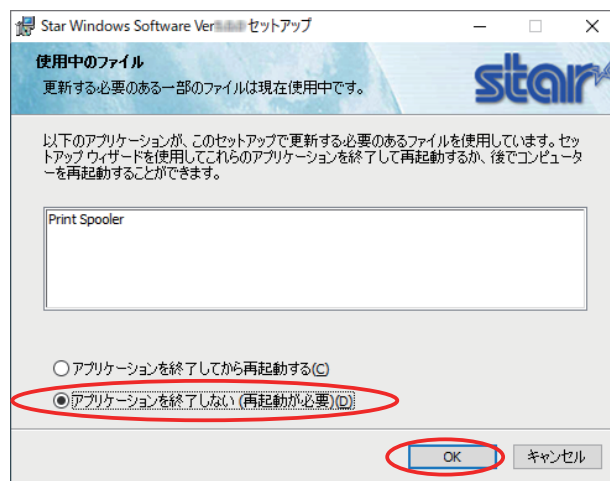 Star Windows Software Ver セットアップ
使用中のファイル
更新する必要のある一部のファイルは現在使用中です。
star
以下のアプリケーションが、このセットアップで更新する必要のあるファイルを使用しています。セッ
トアップ ウィザードを使用してこれらのアプリケーションを終了して再起動するか、後でコンピュータ
ーを再起動することができます。
Print Spooler
アプリケーションを終了してから再起動する(C)
アプリケーションを終了しない (再起動が必要)(D)
OK
キャンセル